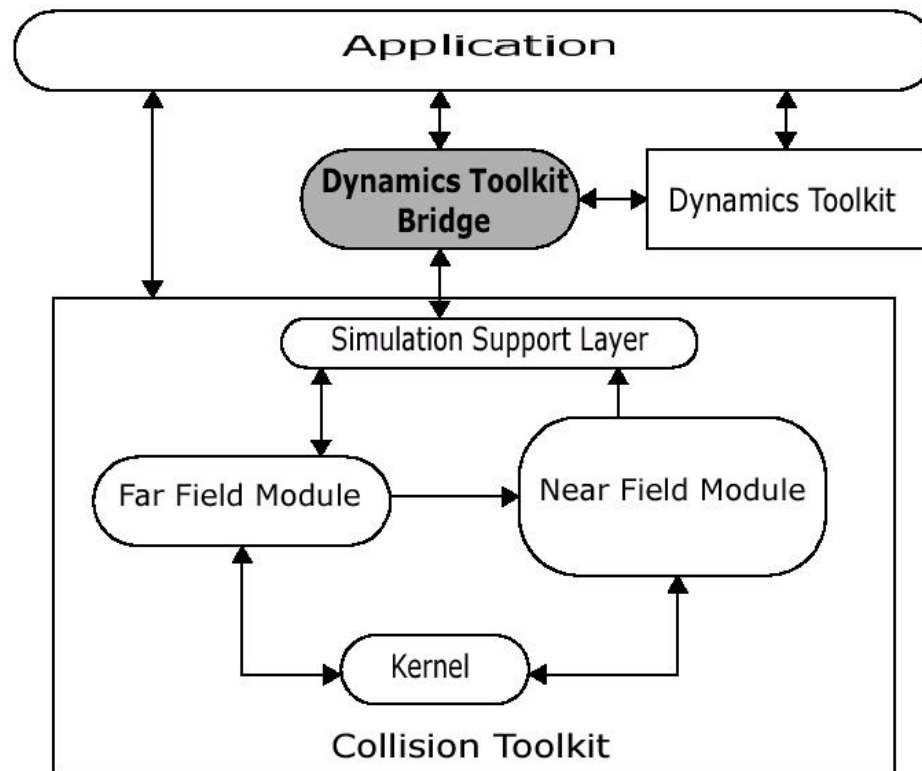 Application
Dynamics Toolkit
Bridge
Dynamics Toolkit
Simulation Support Layer
Far Field Module
Near Field Module
Kernel
Collision Toolkit